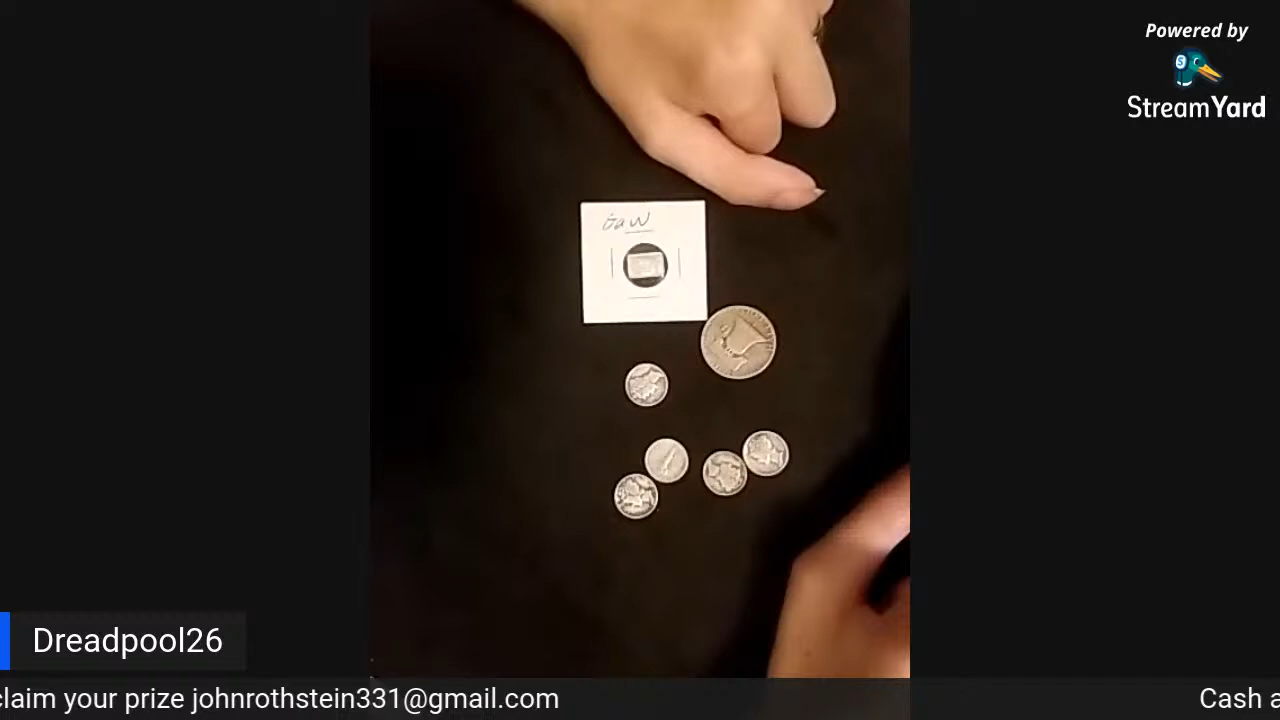 Powered by
StreamYard
Dreadpool26
claim your prize johnrothstein331@gmail.com
Cash a